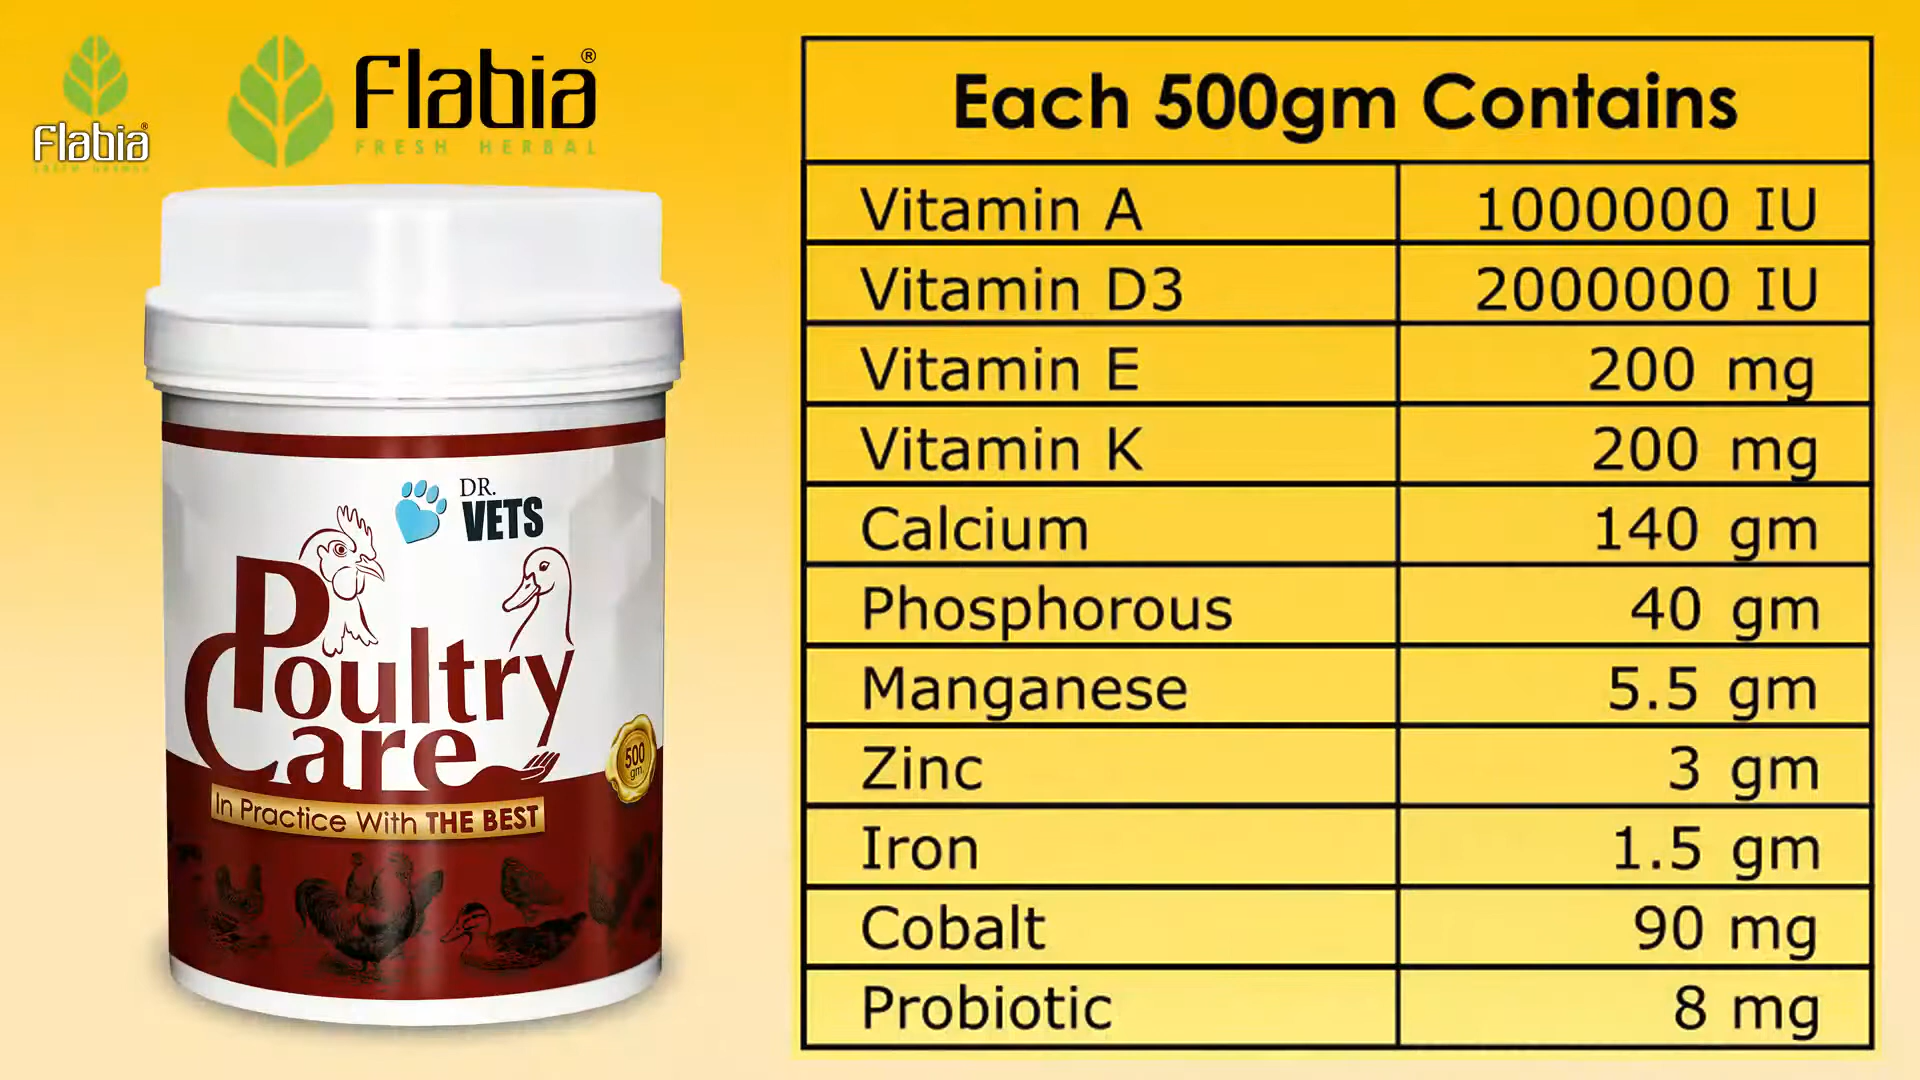 Flabia®
Flabia®
FRESH HERBAL
DR.
VETS
Poultry
Care
500
gm.
In Practice With THE BEST
Each 500gm Contains
Vitamin A 1000000 IU
Vitamin D3 2000000 IU
Vitamin E 200 mg
Vitamin K 200 mg
Calcium 140 gm
Phosphorous 40 gm
Manganese 5.5 gm
Zinc 3 gm
Iron 1.5 gm
Cobalt 90 mg
Probiotic 8 mg